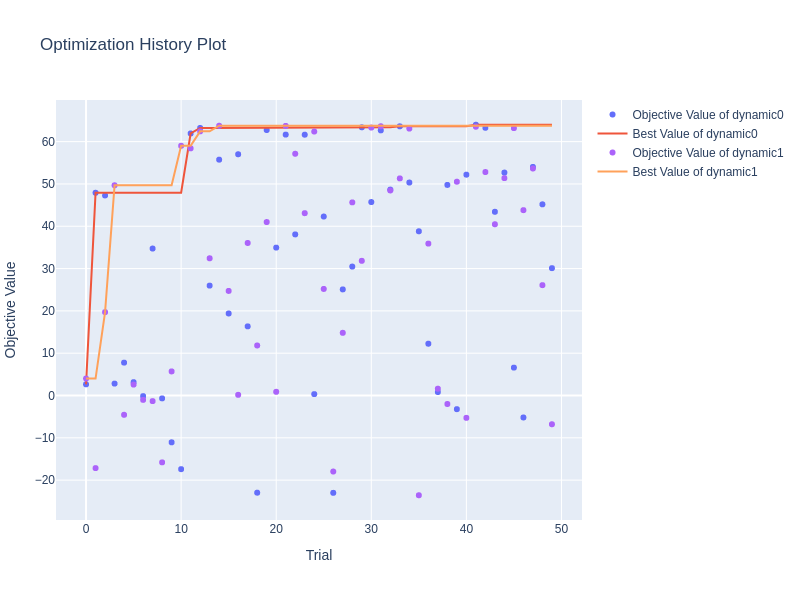 Optimization History Plot
Objective Value of dynamic0
Best Value of dynamic0
Objective Value of dynamic1
Best Value of dynamic1
Objective Value
60
50
40
30
20
10
0
−10
−20
0 10 20 30 40 50
Trial